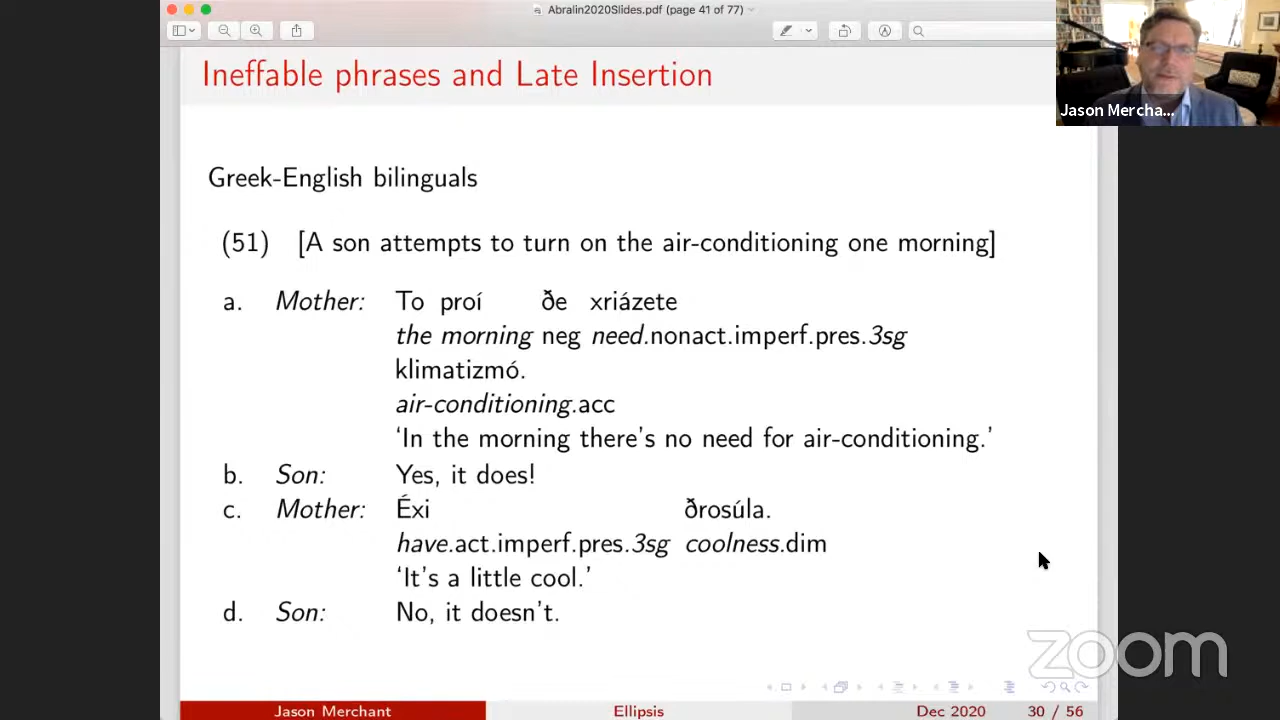 Abralin2020Slides.pdf (page 41 of 77)
Ineffable phrases and Late Insertion
Jason Mercha...
Greek-English bilinguals
(51) [A son attempts to turn on the air-conditioning one morning]
a. Mother: To proí ðe xriázete
the morning neg need.nonact.imperf.pres.3sg
klimatizmó.
air-conditioning.acc
‘In the morning there’s no need for air-conditioning.’
b. Son: Yes, it does!
c. Mother: Éxi ðrosúla.
have.act.imperf.pres.3sg coolness.dim
‘It’s a little cool.’
d. Son: No, it doesn’t.
zoom
Jason Merchant Ellipsis Dec 2020 30 / 56